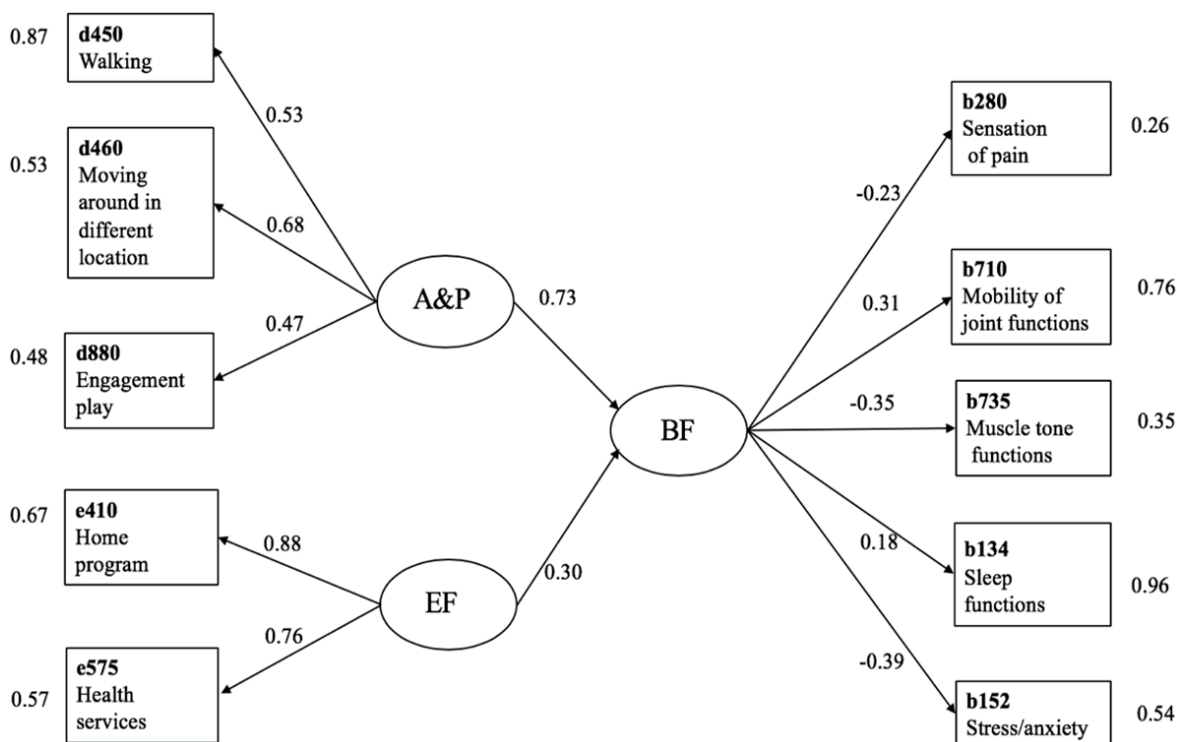 0.87
d450
Walking
0.53
0.53
d460
Moving
around in
different
location
0.68
0.48
d880
Engagement
play
0.47
A&P
0.73
0.67
e410
Home
program
0.88
0.57
e575
Health
services
0.76
EF
0.30
BF
-0.23
b280
Sensation
of pain
0.26
0.31
b710
Mobility of
joint functions
0.76
-0.35
b735
Muscle tone
functions
0.35
0.18
b134
Sleep
functions
0.96
-0.39
b152
Stress/anxiety
0.54